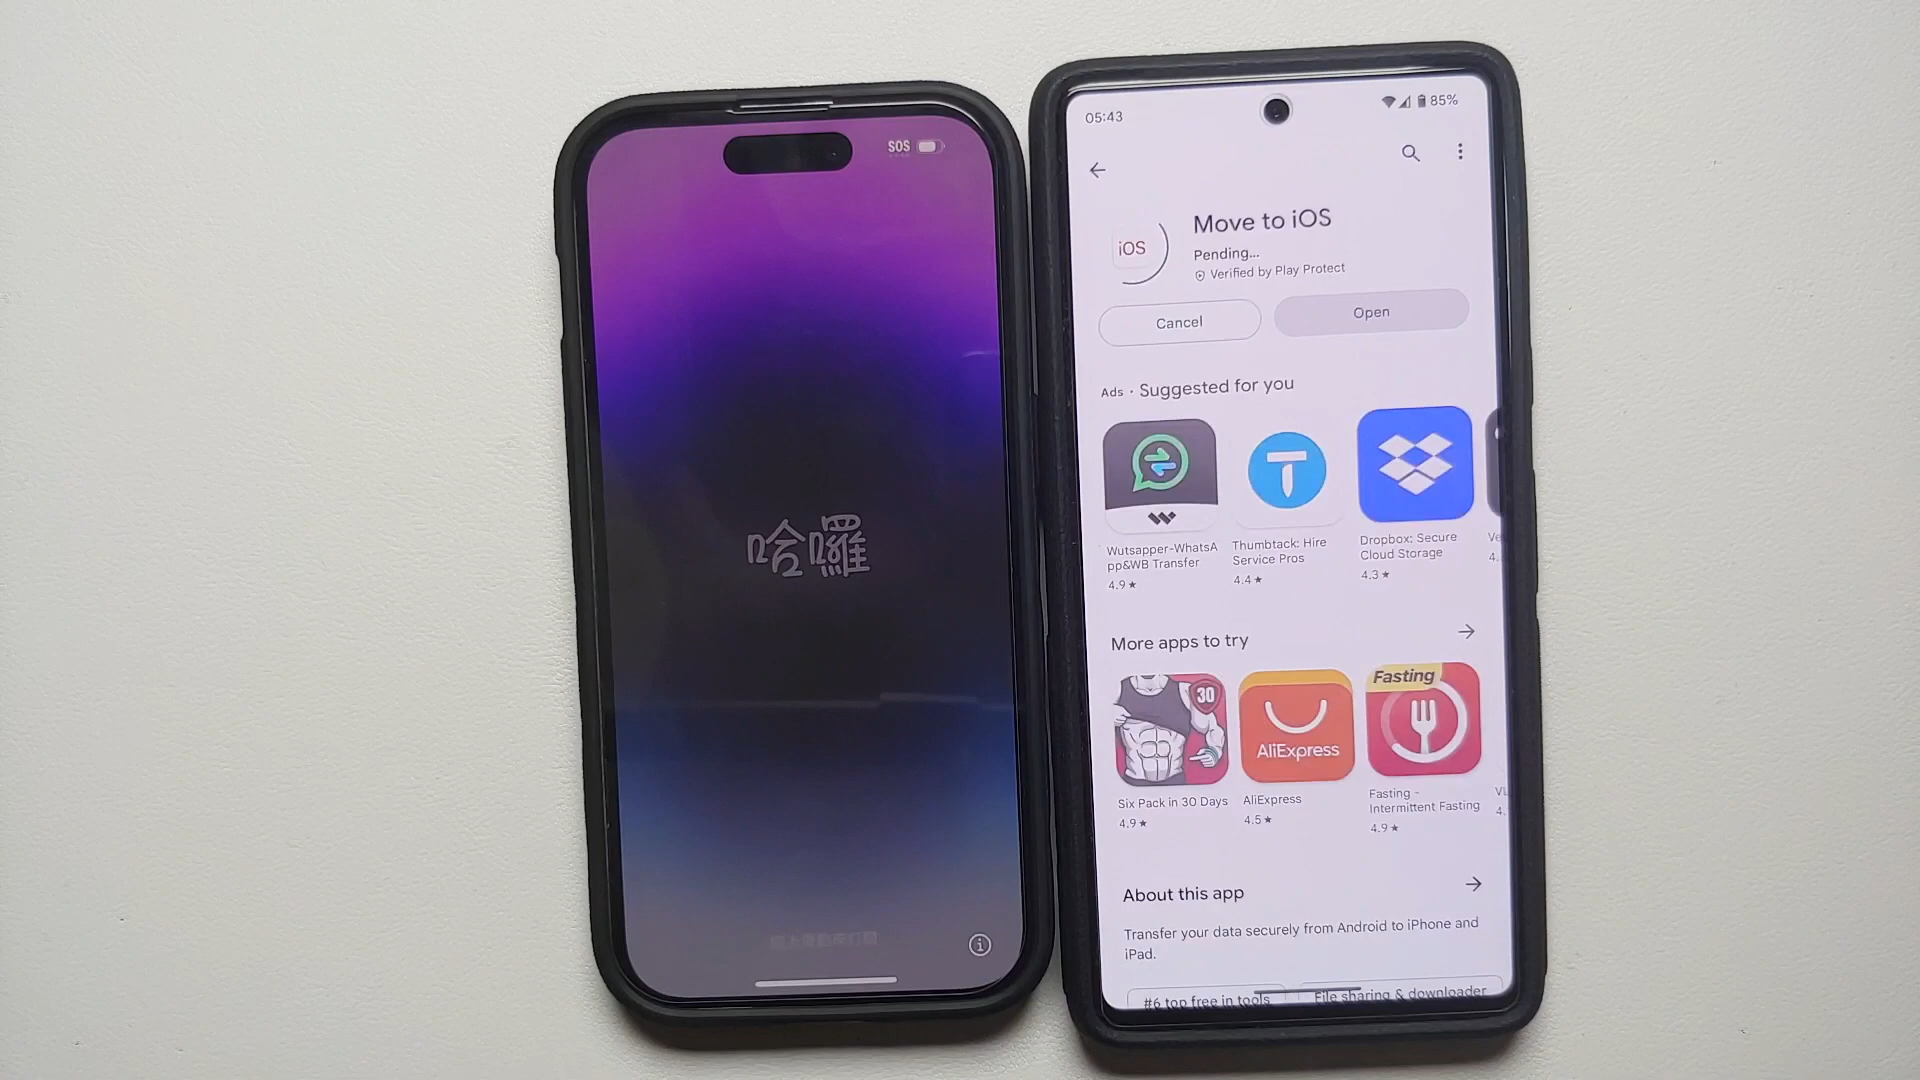 SOS
哈囉
05:43
85%
Move to iOS
iOS
Pending...
Verified by Play Protect
Cancel
Open
Ads • Suggested for you
Wutsapper-WhatsA
pp&WB Transfer
4.9 ★
Thumbtack: Hire
Service Pros
4.4 ★
Dropbox: Secure
Cloud Storage
4.3 ★
Ve
4.
More apps to try
30
AliExpress
Fasting
Six Pack in 30 Days
4.9 ★
AliExpress
4.5 ★
Fasting -
Intermittent Fasting
4.9 ★
VL
4.
About this app
Transfer your data securely from Android to iPhone and
iPad.
#6 top free in tools
File sharing & downloader